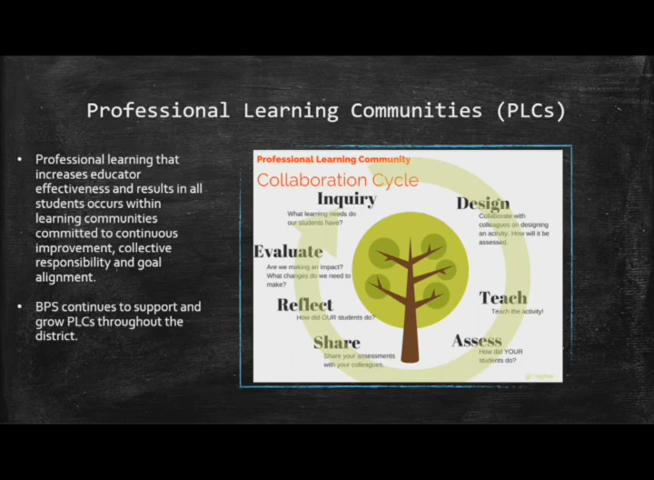 Professional Learning Communities (PLCs)
• Professional learning that
increases educator
effectiveness and results in all
students occurs within
learning communities
committed to continuous
improvement, collective
responsibility and goal
alignment.
• BPS continues to support and
grow PLCs throughout the
district.
Professional Learning Community
Collaboration Cycle
Inquiry
What learning needs do
our students have?
Design
Collaborate with
colleagues on designing
an activity. How will it be
assessed.
Evaluate
Are we making an impact?
What changes do we need to
make?
Reflect
How did OUR students do?
Teach
Teach the activity!
Share
Share your assessments
with your colleagues.
Assess
How did YOUR
students do?